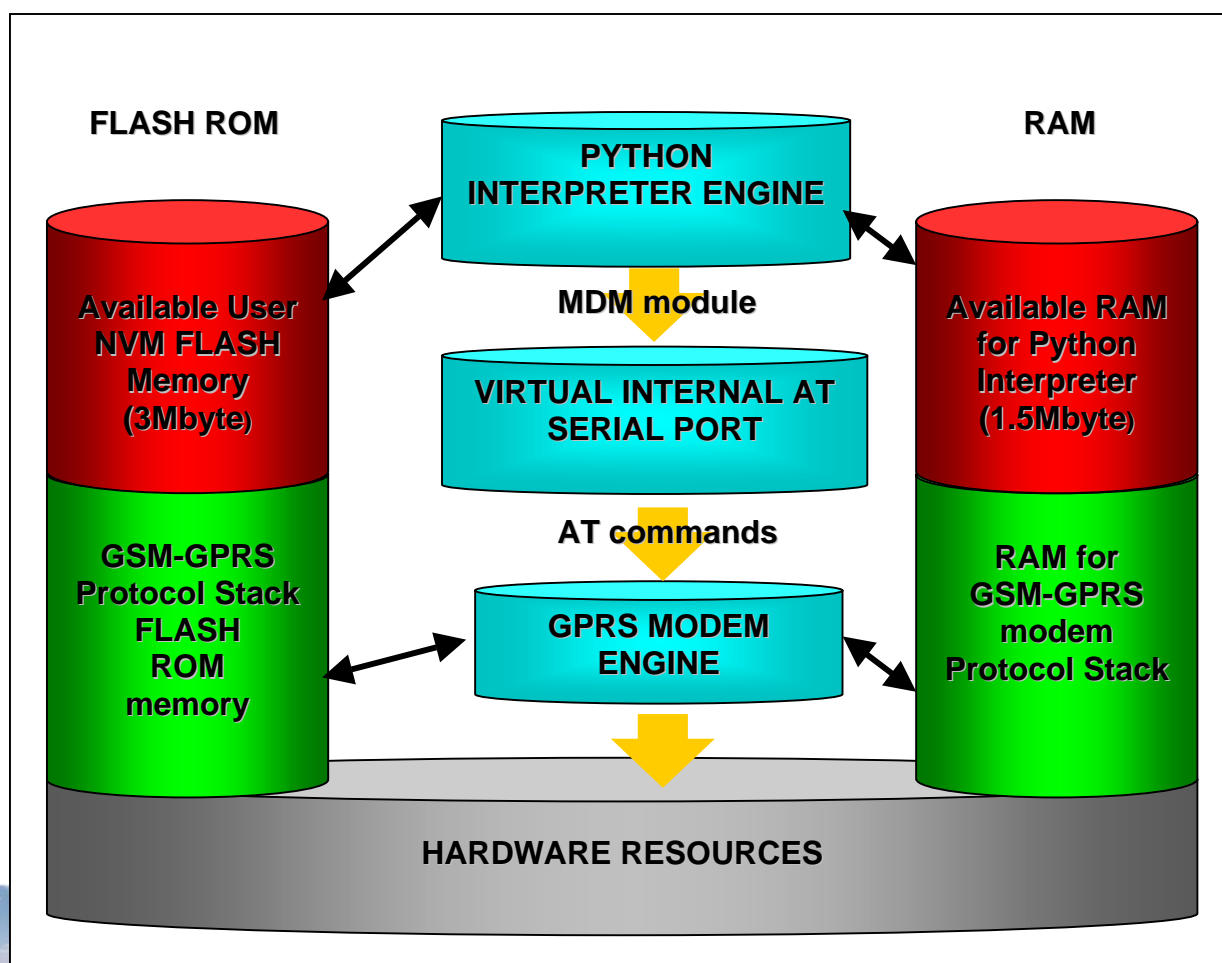 FLASH ROM
PYTHON
INTERPRETER ENGINE
RAM
Available User
NVM FLASH
Memory
(3Mbyte)
MDM module
Available RAM
for Python
Interpreter
(1.5Mbyte)
VIRTUAL INTERNAL AT
SERIAL PORT
AT commands
GSM-GPRS
Protocol Stack
FLASH
ROM
memory
GPRS MODEM
ENGINE
RAM for
GSM-GPRS
modem
Protocol Stack
HARDWARE RESOURCES